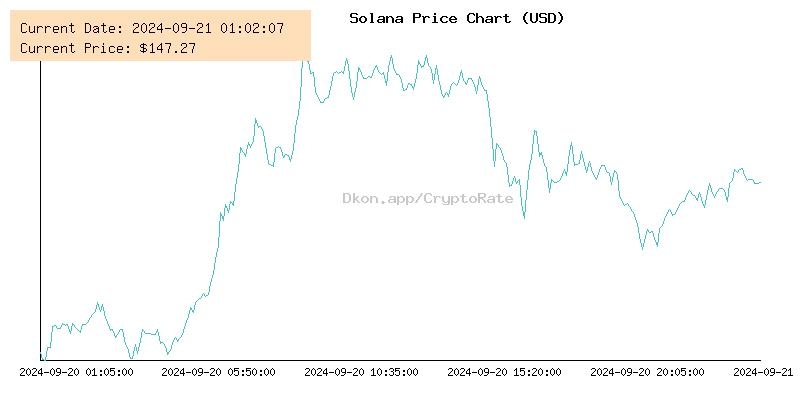 Solana Price Chart (USD)
Current Date: 2024-09-21 01:02:07
Current Price: $147.27
Dkon.app/CryptoRate
2024-09-20 01:05:00 2024-09-20 05:50:00 2024-09-20 10:35:00 2024-09-20 15:20:00 2024-09-20 20:05:00 2024-09-21